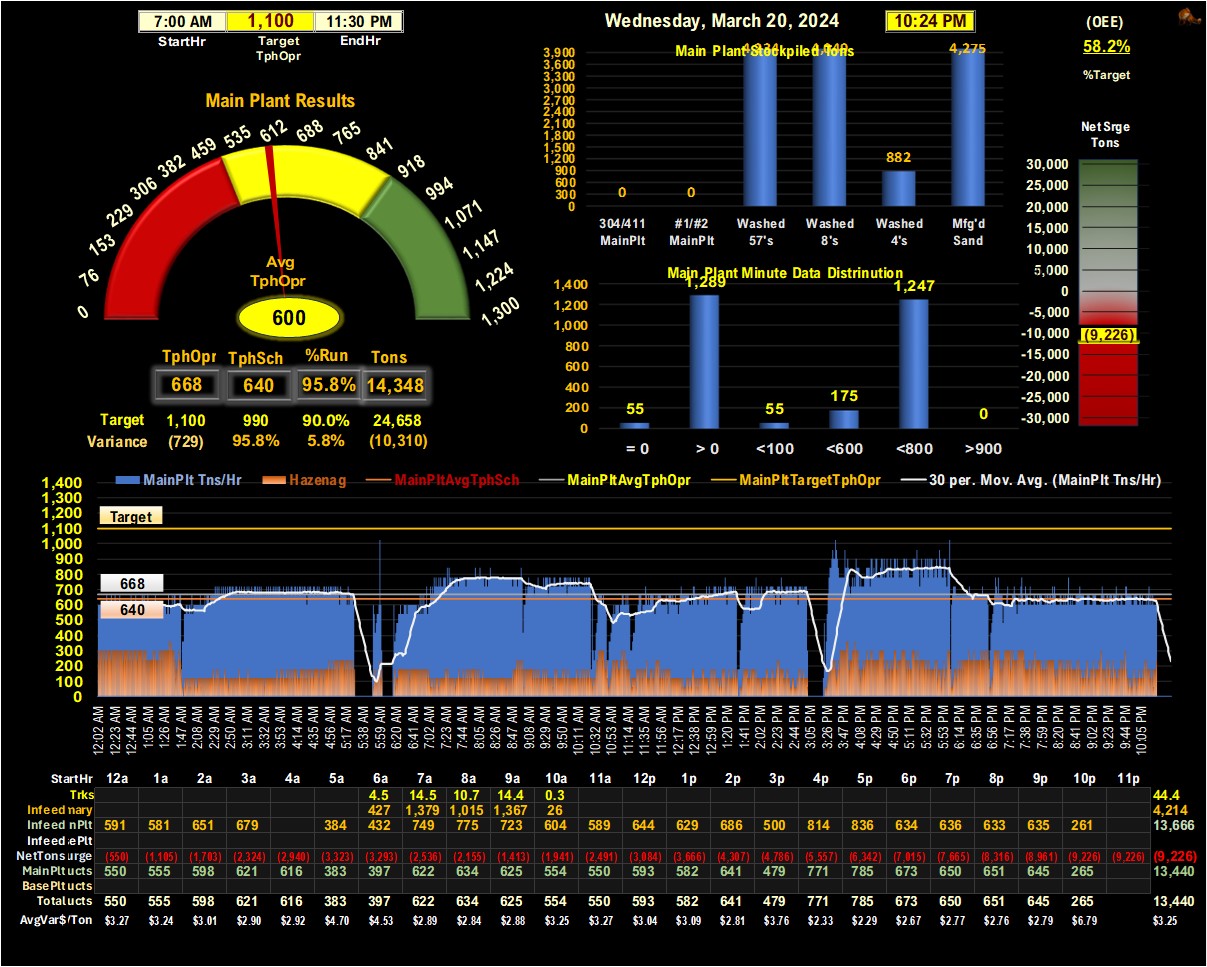 7:00 AM 1,100 11:30 PM
StartHr Target TphOpr EndHr
Wednesday, March 20, 2024 10:24 PM
(OEE)
58.2%
%Target
Main Plant Results
0 76 153 229 306 382 459 535 612 688 765 841 918 994 1,071 1,147 1,224 1,300
Avg
TphOpr
600
TphOpr TphSch %Run Tons
668 640 95.8% 14,348
Target 1,100 990 90.0% 24,658
Variance (729) 95.8% 5.8% (10,310)
Main Plant Stockpiled Tons
3,900
3,600
3,300
3,000
2,700
2,400
2,100
1,800
1,500
1,200
900
600
300
0
0 0 882 4,275
304/411 #1/#2 Washed Washed Washed Mfg'd
MainPlt MainPlt 57's 8's 4's Sand
Main Plant Minute Data Distrinution
1,400
1,200
1,000
800
600
400
200
0
55 1,289 55 175 1,247 0
= 0 > 0 <100 <600 <800 >900
Net Srge
Tons
30,000
25,000
20,000
15,000
10,000
5,000
0
-5,000
-10,000
-15,000
-20,000
-25,000
-30,000
(9,226)
MainPlt Tns/Hr Hazenag MainPltAvgTphSch MainPltAvgTphOpr MainPltTargetTphOpr 30 per. Mov. Avg. (MainPlt Tns/Hr)
1,400
1,300
1,200
1,100
1,000
900
800
700
600
500
400
300
200
100
0
Target
668
640
12:02 AM 12:23 AM 12:44 AM 1:05 AM 1:26 AM 1:47 AM 2:08 AM 2:29 AM 2:50 AM 3:11 AM 3:32 AM 3:53 AM 4:14 AM 4:35 AM 4:56 AM 5:17 AM 5:38 AM 5:59 AM 6:20 AM 6:41 AM 7:02 AM 7:23 AM 7:44 AM 8:05 AM 8:26 AM 8:47 AM 9:08 AM 9:29 AM 9:50 AM 10:11 AM 10:32 AM 10:53 AM 11:14 AM 11:35 AM 11:56 AM 12:17 PM 12:38 PM 12:59 PM 1:20 PM 1:41 PM 2:02 PM 2:23 PM 2:44 PM 3:05 PM 3:26 PM 3:47 PM 4:08 PM 4:29 PM 4:50 PM 5:11 PM 5:32 PM 5:53 PM 6:14 PM 6:35 PM 6:56 PM 7:17 PM 7:38 PM 7:59 PM 8:20 PM 8:41 PM 9:02 PM 9:23 PM 9:44 PM 10:05 PM
StartHr 12a 1a 2a 3a 4a 5a 6a 7a 8a 9a 10a 11a 12p 1p 2p 3p 4p 5p 6p 7p 8p 9p 10p 11p
Trks 4.5 14.5 10.7 14.4 0.3 44.4
Infeed nary 427 1,379 1,015 1,367 26 4,214
Infeed nPlt 591 581 651 679 384 432 749 775 723 604 589 644 629 686 500 814 836 634 636 633 635 261 13,666
Infeed ePlt
NetTons urge (550) (1,105) (1,703) (2,324) (2,940) (3,323) (3,293) (2,536) (2,155) (1,413) (1,941) (2,491) (3,084) (3,666) (4,307) (4,786) (5,557) (6,342) (7,015) (7,665) (8,316) (8,961) (9,226) (9,226) (9,226)
MainPlt ucts 550 555 598 621 616 383 397 622 634 625 554 550 593 582 641 479 771 785 673 650 651 645 265 13,440
BasePlt ucts
Total ucts 550 555 598 621 616 383 397 622 634 625 554 550 593 582 641 479 771 785 673 650 651 645 265 13,440
AvgVar$/Ton $3.27 $3.24 $3.01 $2.90 $2.92 $4.70 $4.53 $2.89 $2.84 $2.88 $3.25 $3.27 $3.04 $3.09 $2.81 $3.76 $2.33 $2.29 $2.67 $2.77 $2.76 $2.79 $6.79 $3.25